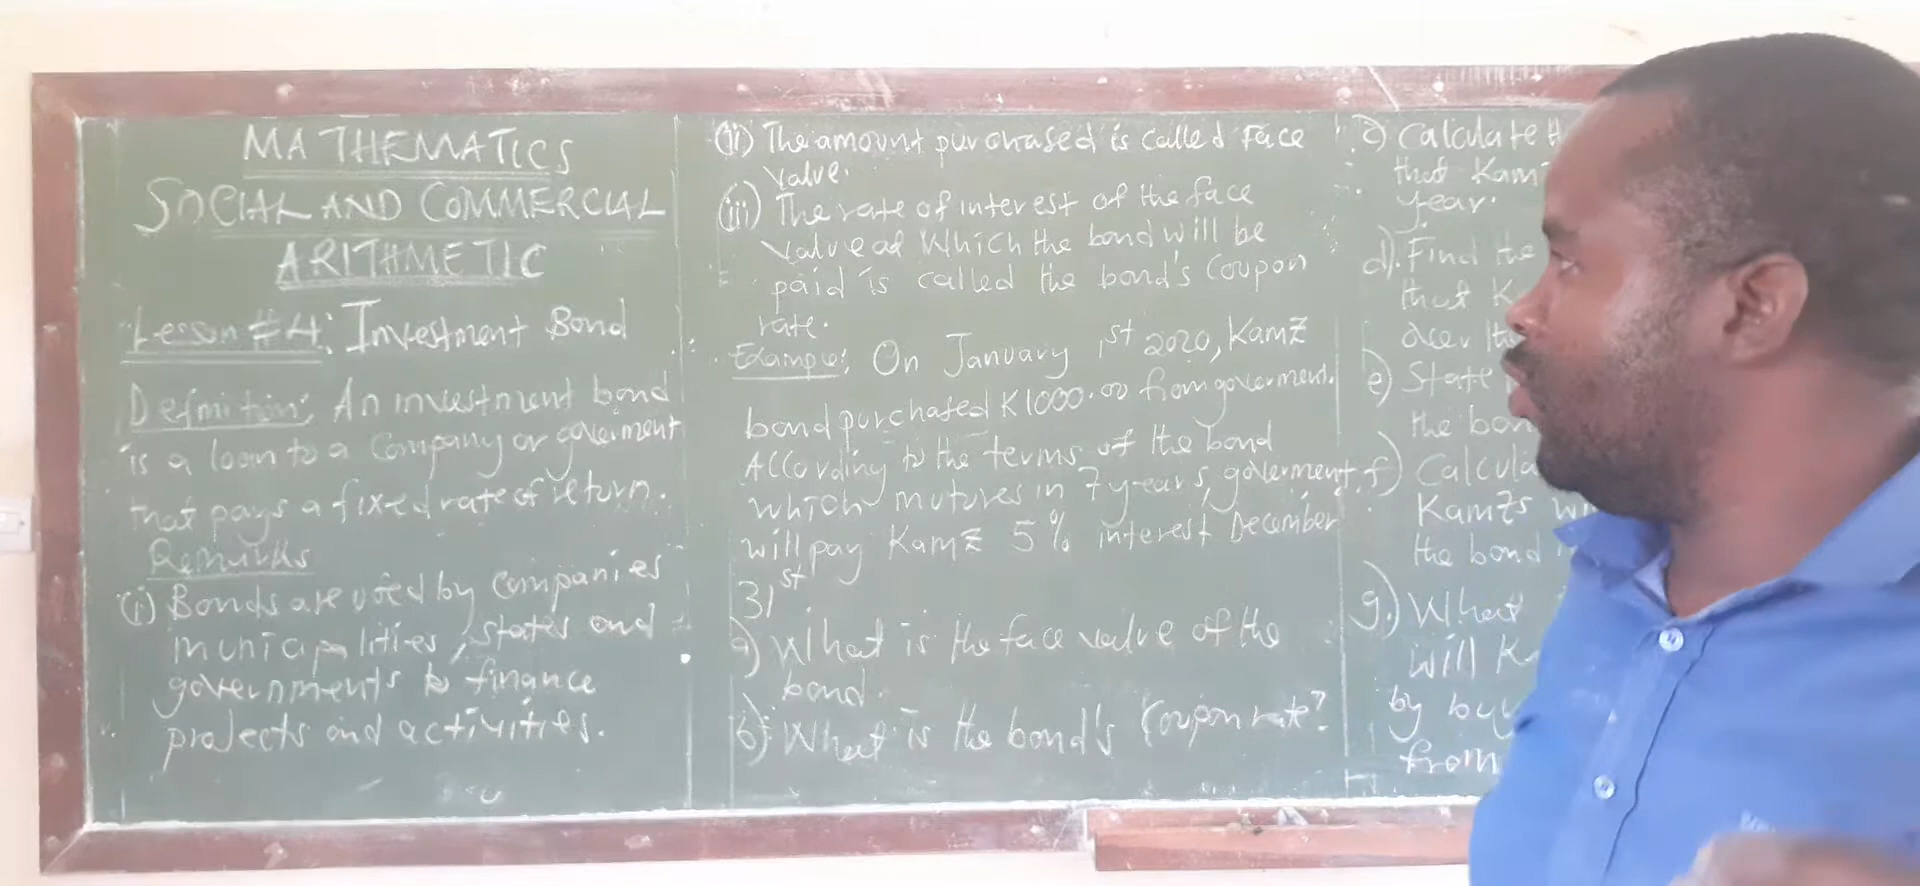 MATHEMATICS
SOCIAL AND COMMERCIAL
ARITHMETIC
Lesson #4: Investment Bond
Definition: An investment bond
is a loan to a company or goverment
that pays a fixed rate of return.
Remarks
(i) Bonds are used by companies
municipalities, states and
governments to finance
projects and activities.
(ii) The amount purchased is called Face
Value.
(iii) The rate of interest of the face
value at which the bond will be
paid is called the bond's coupon
rate.
Example: On January 1st 2020, KamZ
bond purchased K1000.00 from goverment.
According to the terms of the bond
which matures in 7 years, goverment
will pay KamZ 5% interest December
31st
a) What is the face value of the
bond.
b) What is the bond's coupon rate?
c) Calculate
that Kam
year.
d). Find the
that K
e) State
the bon
f) Calcula
KamZs wi
the bond
g.) What
will K
by buy
from